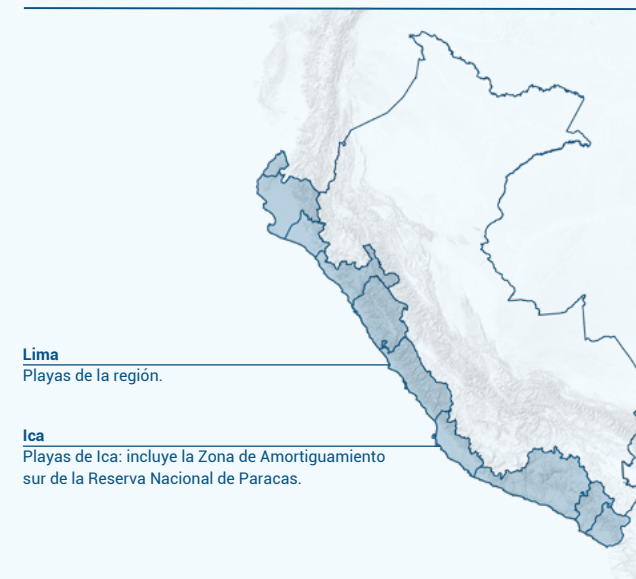 Lima
Playas de la región.
Ica
Playas de Ica: incluye la Zona de Amortiguamiento
sur de la Reserva Nacional de Paracas.